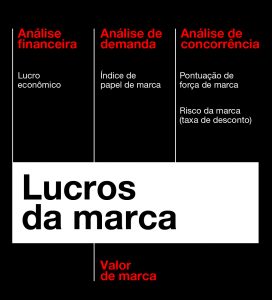 Análise
financeira
Lucro
econômico
Análise de
demanda
Índice de
papel de marca
Análise de
concorrência
Pontuação de
força de marca
Risco da marca
(taxa de desconto)
Lucros
da marca
Valor
de marca